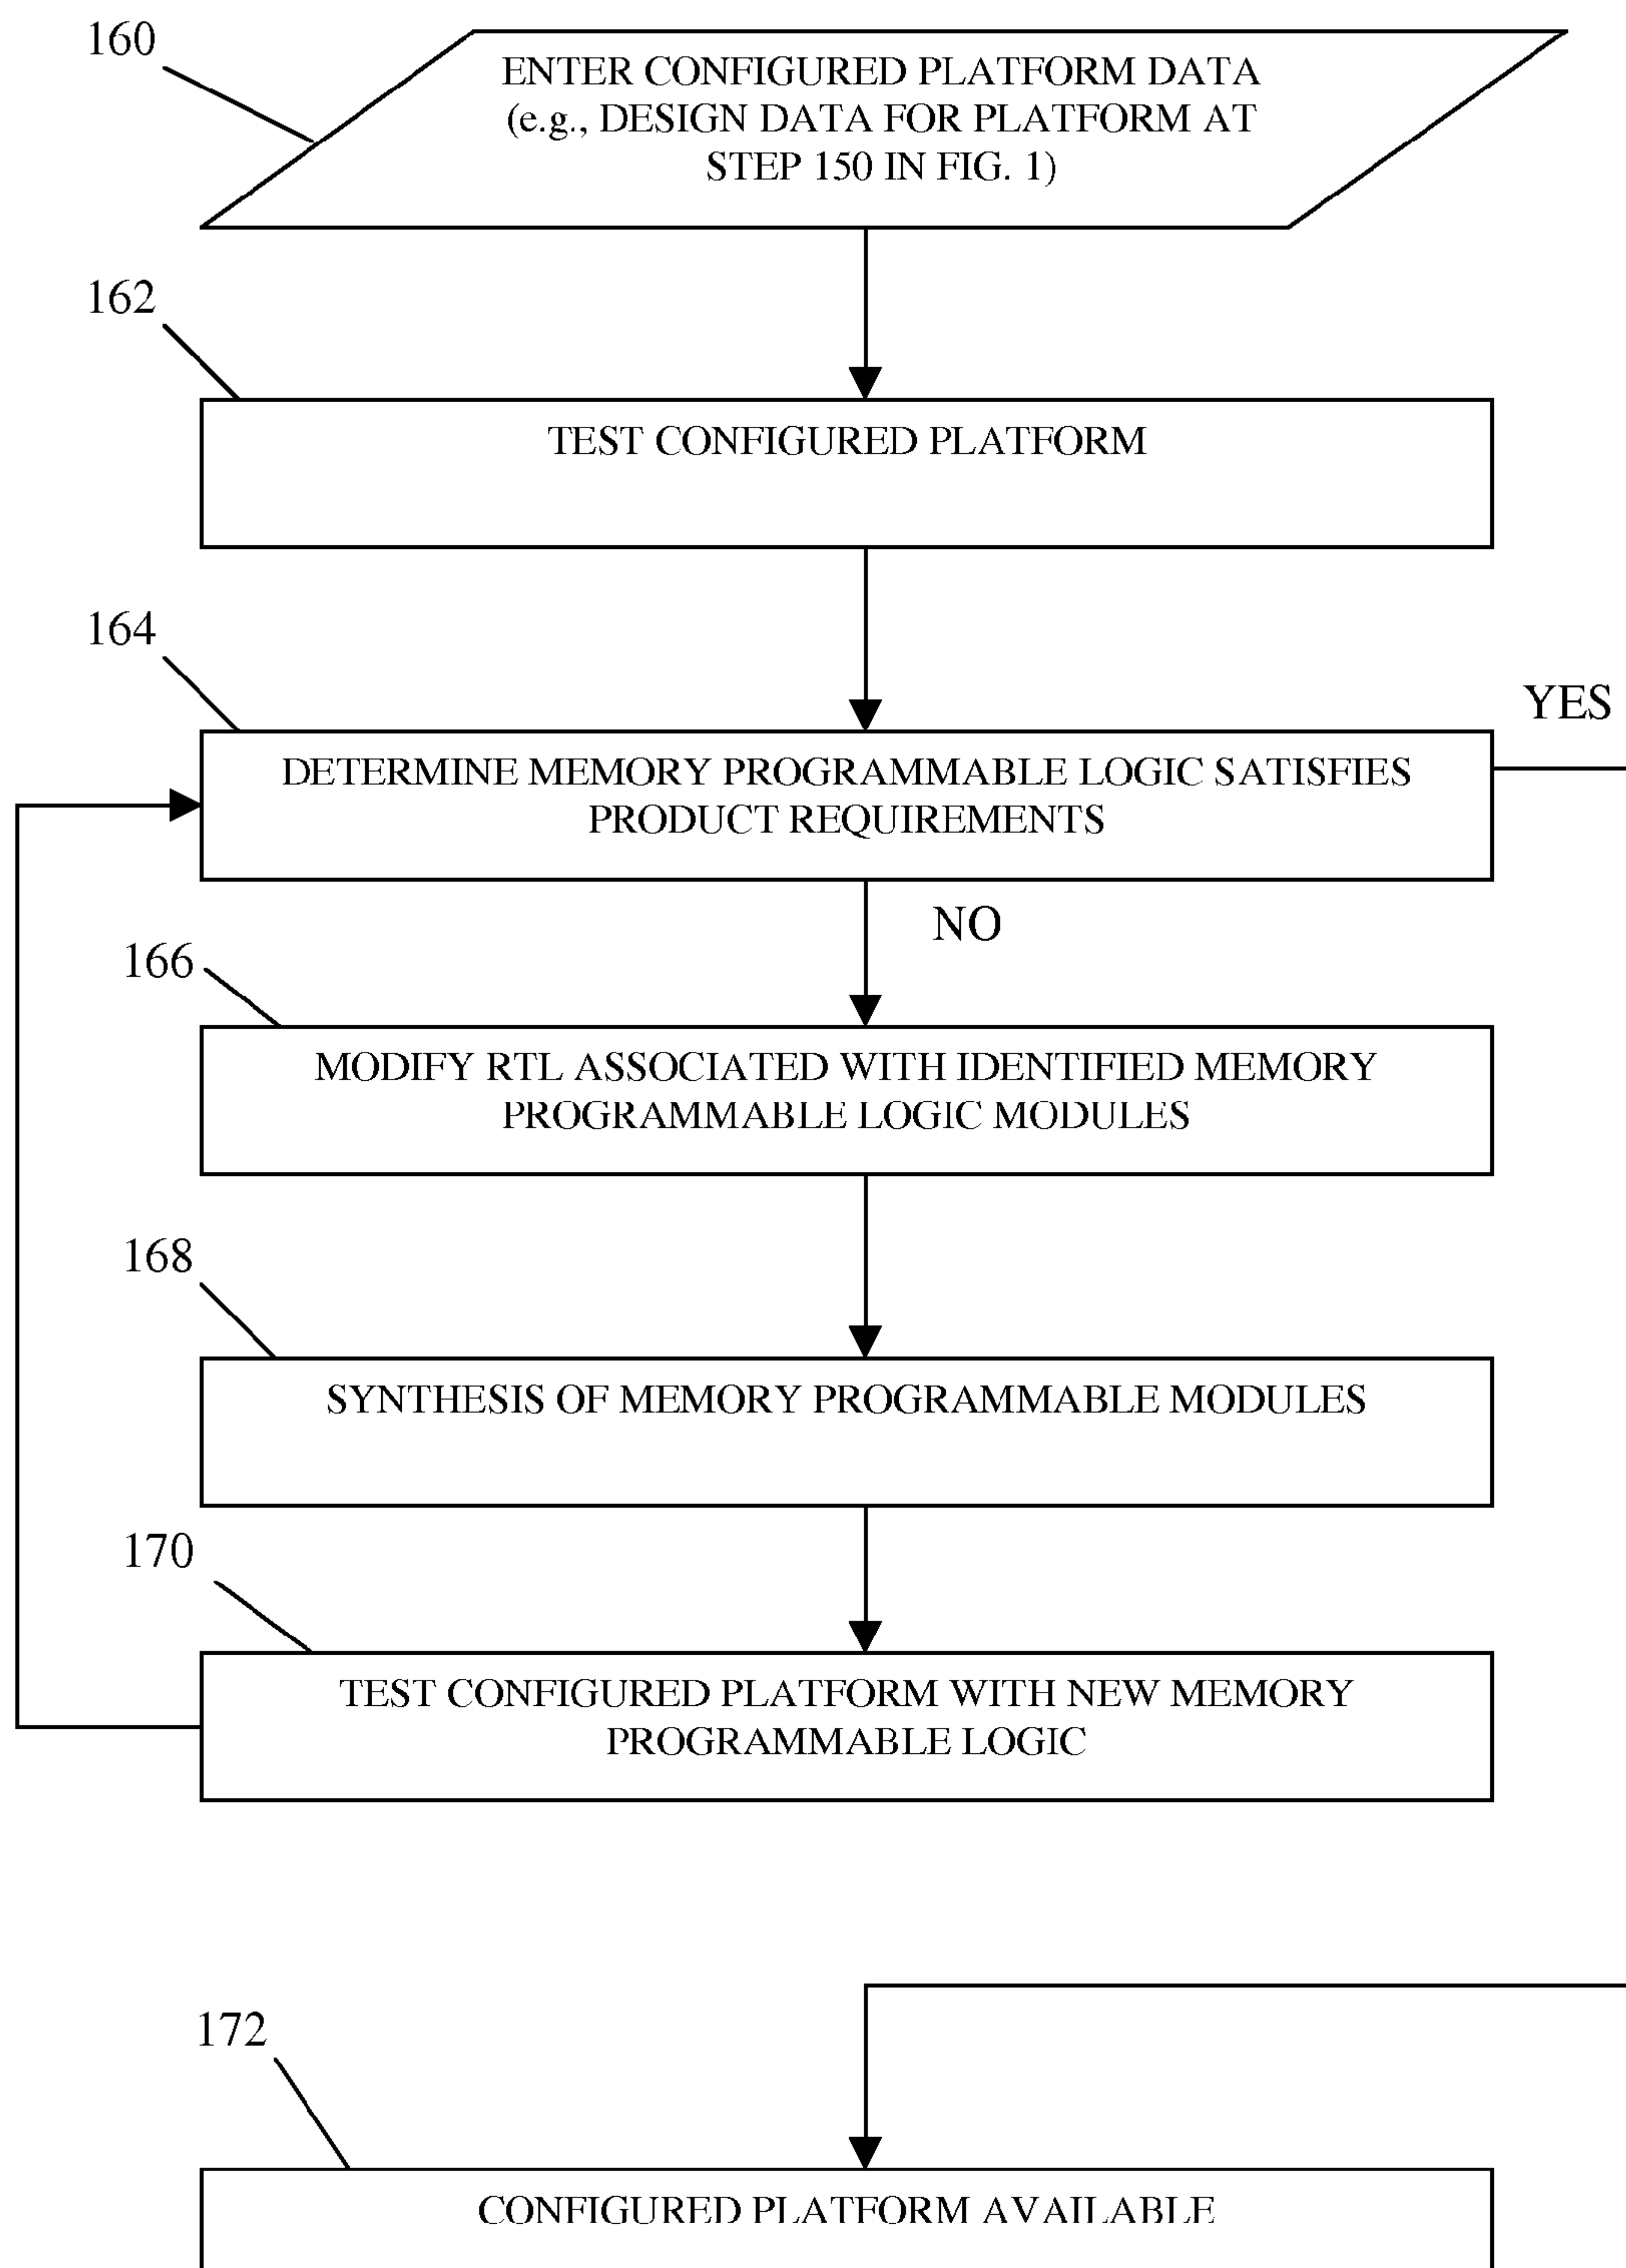 160
ENTER CONFIGURED PLATFORM DATA
(e.g., DESIGN DATA FOR PLATFORM AT
STEP 150 IN FIG. 1)
162
TEST CONFIGURED PLATFORM
164
YES
DETERMINE MEMORY PROGRAMMABLE LOGIC SATISFIES
PRODUCT REQUIREMENTS
NO
166
MODIFY RTL ASSOCIATED WITH IDENTIFIED MEMORY
PROGRAMMABLE LOGIC MODULES
168
SYNTHESIS OF MEMORY PROGRAMMABLE MODULES
170
TEST CONFIGURED PLATFORM WITH NEW MEMORY
PROGRAMMABLE LOGIC
172
CONFIGURED PLATFORM AVAILABLE